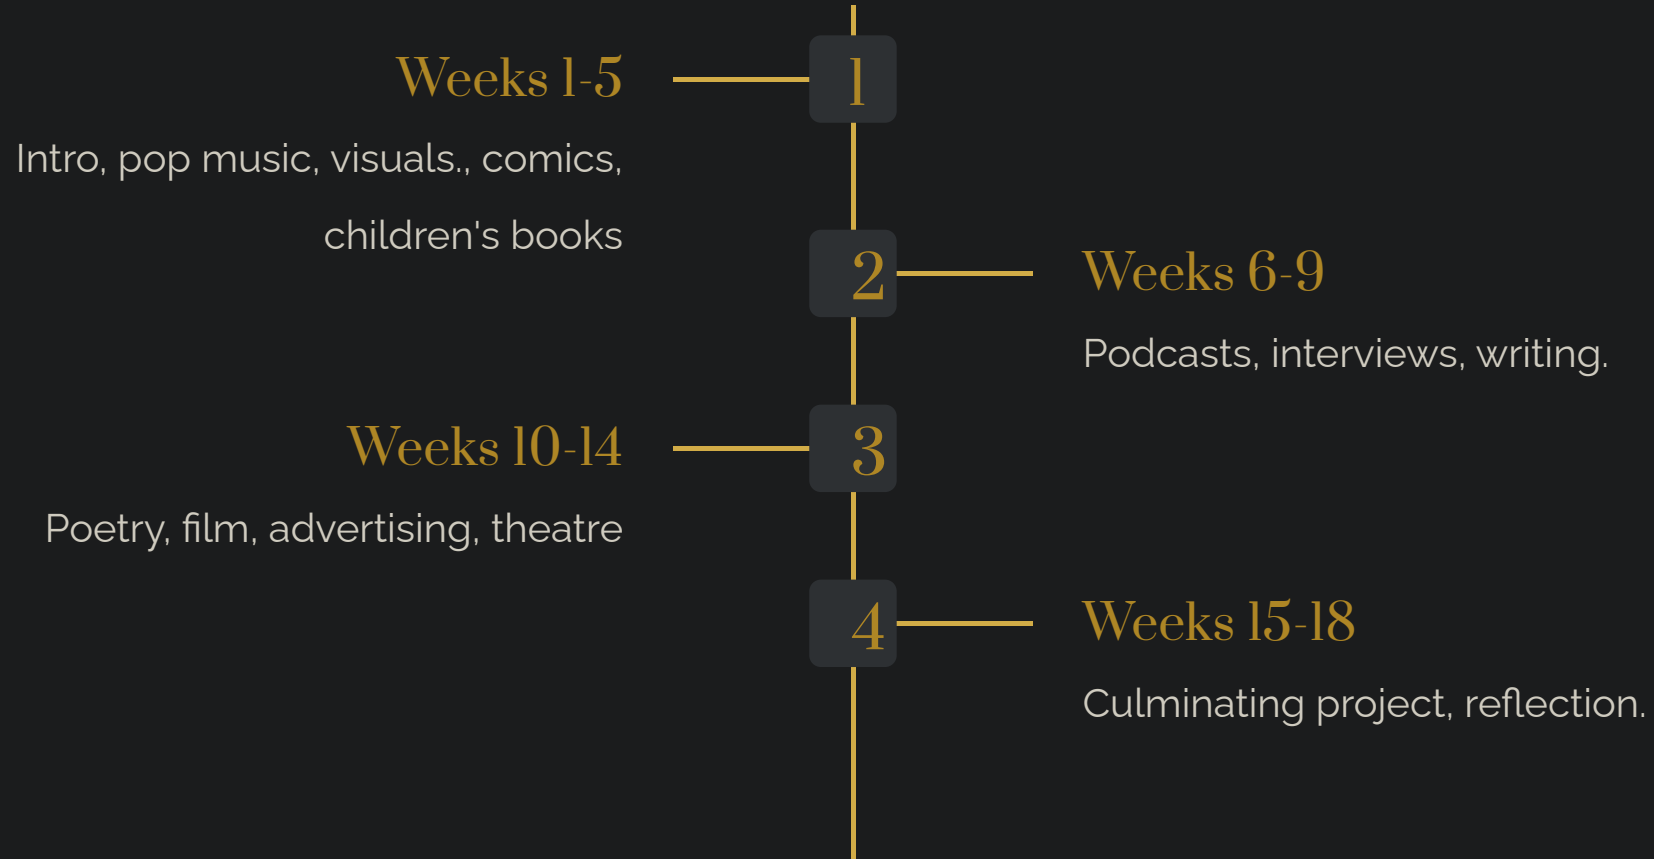 1
Weeks 1-5
Intro, pop music, visuals., comics,
children's books
2
Weeks 6-9
Podcasts, interviews, writing.
3
Weeks 10-14
Poetry, film, advertising, theatre
4
Weeks 15-18
Culminating project, reflection.